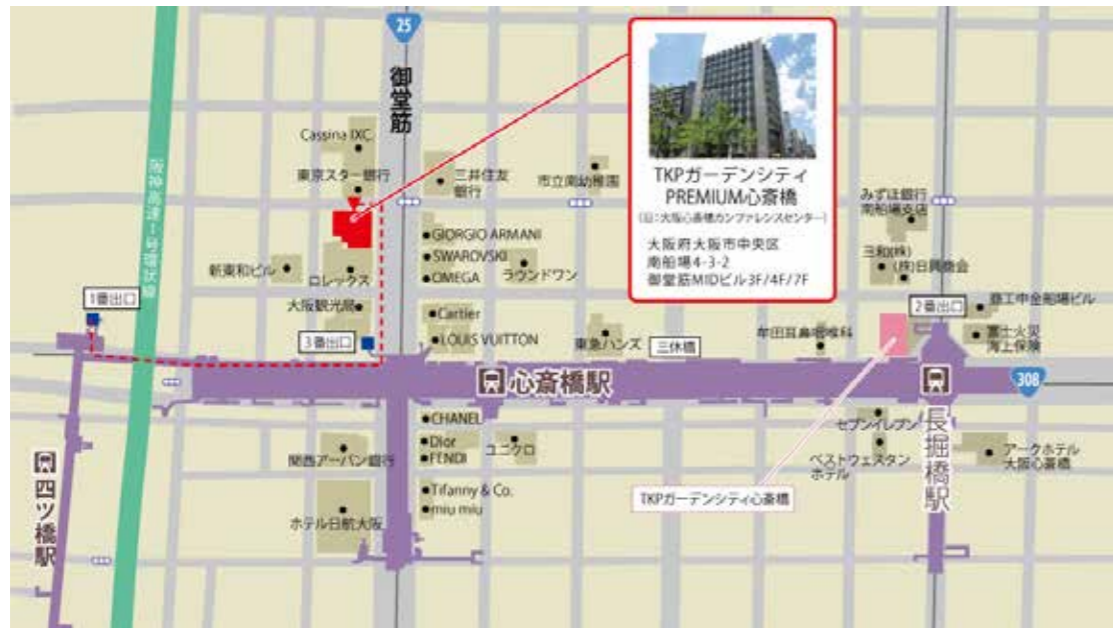 25
御堂筋
Cassina IXC.
東京スター銀行
三井住友
銀行
市立南幼稚園
TKPガーデンシティ
PREMIUM心斎橋
(旧:大阪心斎橋カンファレンスセンター)
大阪府大阪市中央区
南船場4-3-2
御堂筋MIDビル3F/4F/7F
みずほ銀行
南船場支店
三和(株)
(株)日興商会
阪神高速1号環状線
GIORGIO ARMANI
SWAROVSKI
OMEGA
ラウンドワン
新東和ビル
ロレックス
大阪観光局
1番出口
3番出口
Cartier
LOUIS VUITTON
東急ハンズ
三休橋
牟田耳鼻咽喉科
2番出口
商工中金船場ビル
富士火災
海上保険
心斎橋駅
308
CHANEL
Dior
FENDI
ユニクロ
関西アーバン銀行
Tifanny & Co.
miu miu
ホテル日航大阪
四ツ橋駅
セブンイレブン
ベストウェスタン
ホテル
長堀橋駅
アークホテル
大阪心斎橋
TKPガーデンシティ心斎橋